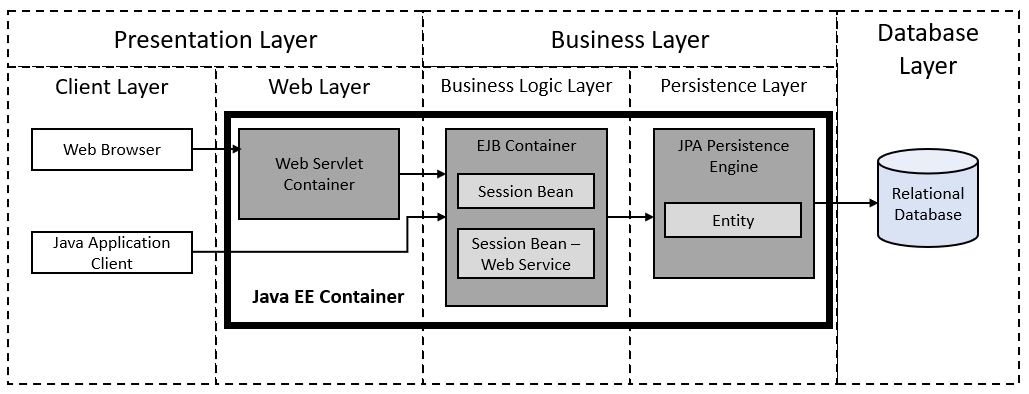 Presentation Layer
Business Layer
Database
Layer
Client Layer
Web Layer
Business Logic Layer
Persistence Layer
Web Browser
Web Servlet
Container
EJB Container
Session Bean
Session Bean –
Web Service
JPA Persistence
Engine
Entity
Relational
Database
Java Application
Client
Java EE Container